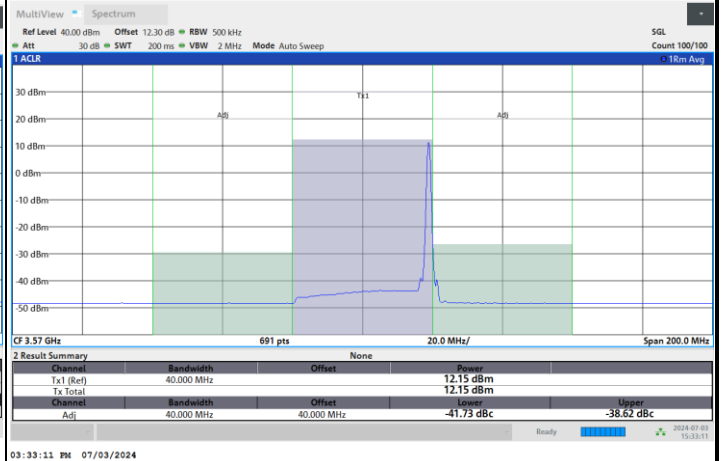 MultiView Spectrum
Ref Level 40.00 dBm Offset 12.30 dB RBW 500 kHz SGL
Att 30 dB SWT 200 ms VBW 2 MHz Mode Auto Sweep Count 100/100
1 ACLR 1Rm Avg
30 dBm
Tx1
20 dBm
Adj Adj
10 dBm
0 dBm
-10 dBm
-20 dBm
-30 dBm
-40 dBm
-50 dBm
CF 3.57 GHz 691 pts 20.0 MHz/ Span 200.0 MHz
2 Result Summary None
Channel Bandwidth Offset Power
Tx1 (Ref) 40.000 MHz 12.15 dBm
Tx Total 12.15 dBm
Channel Bandwidth Offset Lower Upper
Adj 40.000 MHz 40.000 MHz -41.73 dBc -38.62 dBc
Ready 2024-07-03
15:33:11
03:33:11 PM 07/03/2024